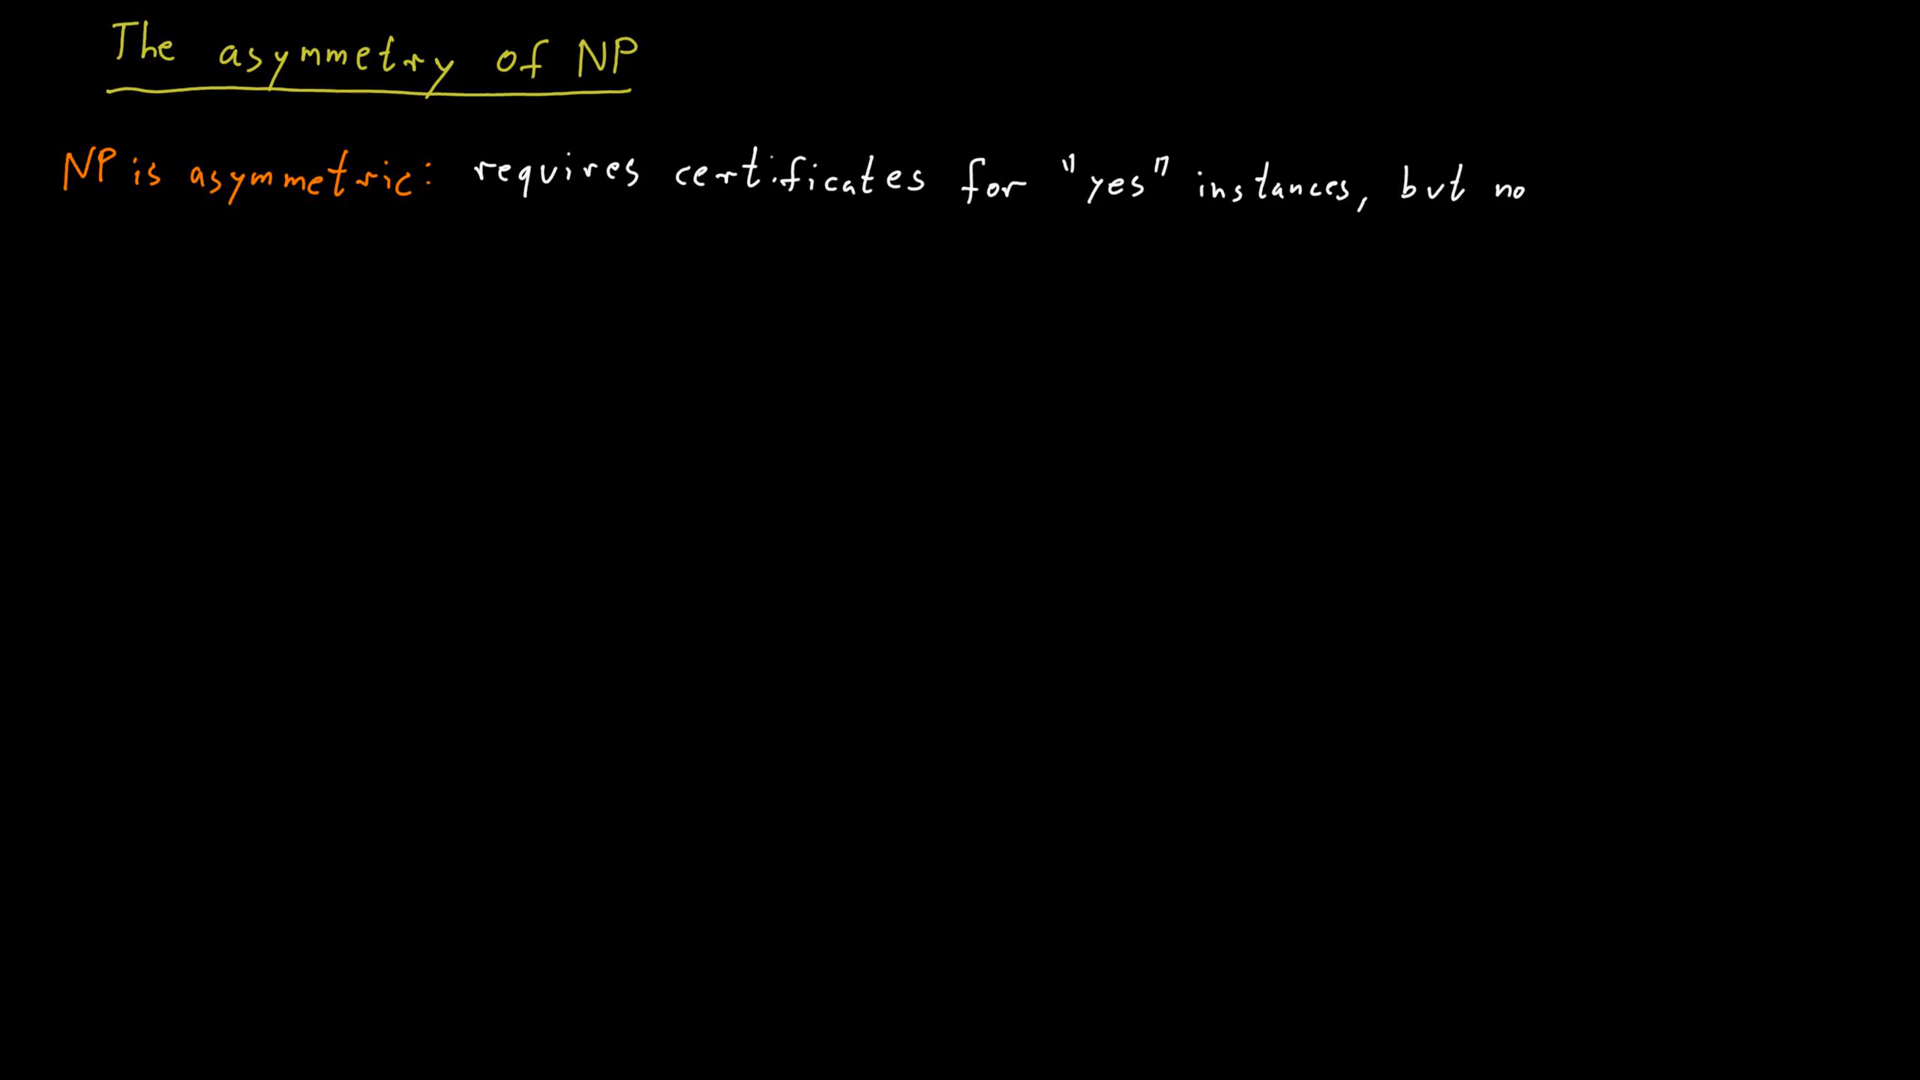 The asymmetry of NP
NP is asymmetric: requires certificates for "yes" instances, but no